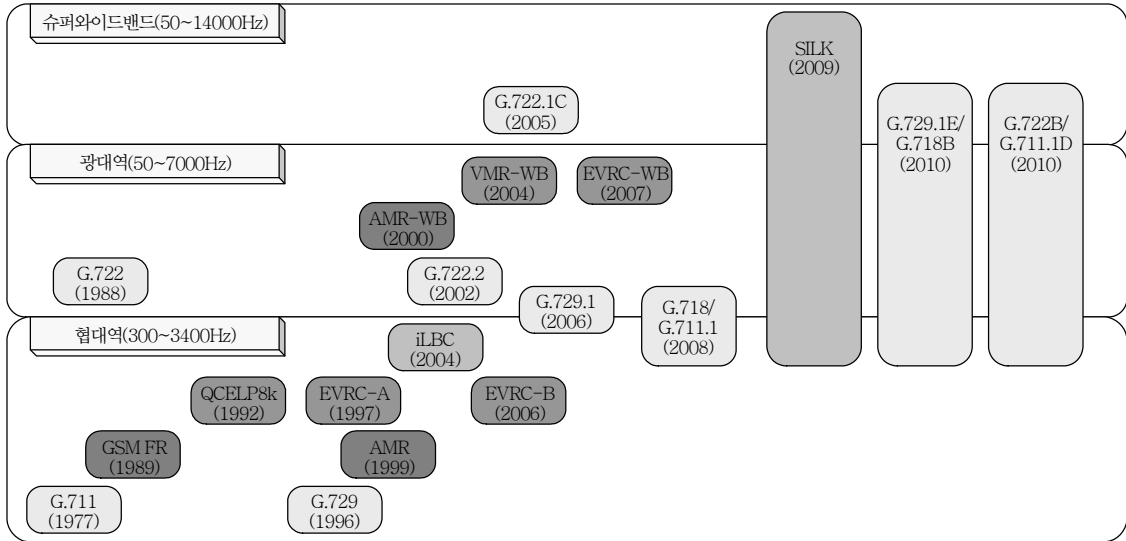 슈퍼와이드밴드(50~14000Hz)
SILK
(2009)
G.722.1C
(2005)
G.729.1E/
G.718B
(2010)
G.722B/
G.711.1D
(2010)
광대역(50~7000Hz)
VMR-WB
(2004)
EVRC-WB
(2007)
AMR-WB
(2000)
G.722
(1988)
G.722.2
(2002)
G.729.1
(2006)
G.718/
G.711.1
(2008)
협대역(300~3400Hz)
iLBC
(2004)
QCELP8k
(1992)
EVRC-A
(1997)
EVRC-B
(2006)
GSM FR
(1989)
AMR
(1999)
G.711
(1977)
G.729
(1996)